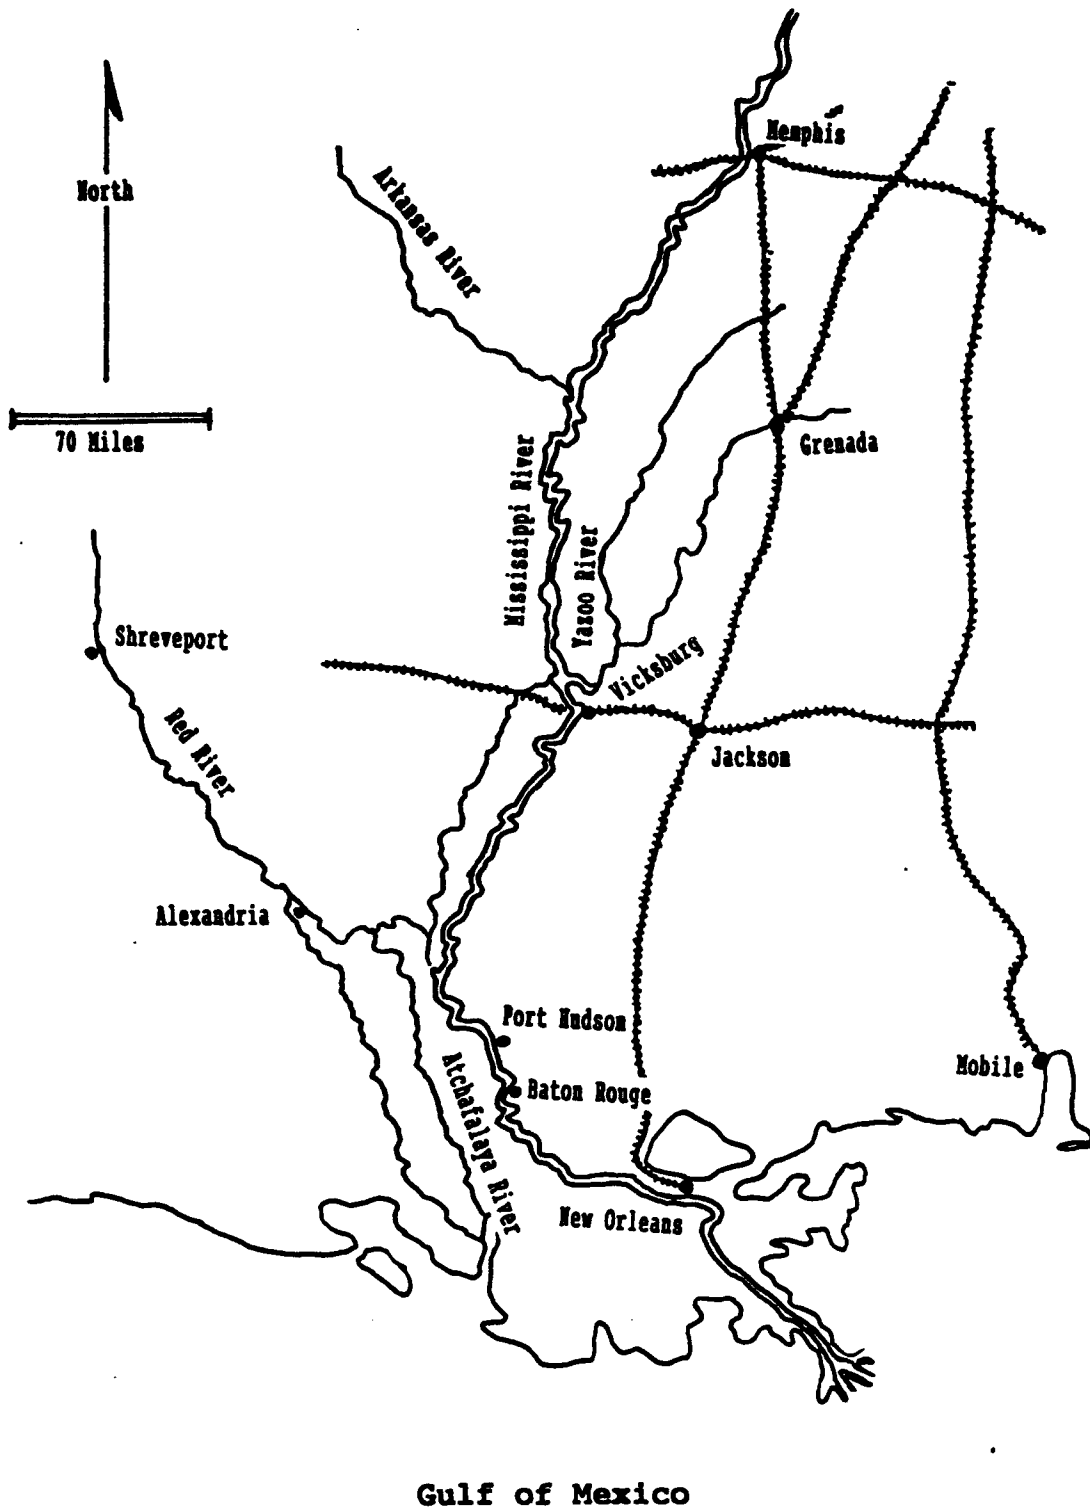 Memphis
North
Arkansas River
70 Miles
Grenada
Mississippi River
Yazoo River
Shreveport
Vicksburg
Red River
Jackson
Alexandria
Port Hudson
Mobile
Baton Rouge
Atchafalaya River
New Orleans
Gulf of Mexico